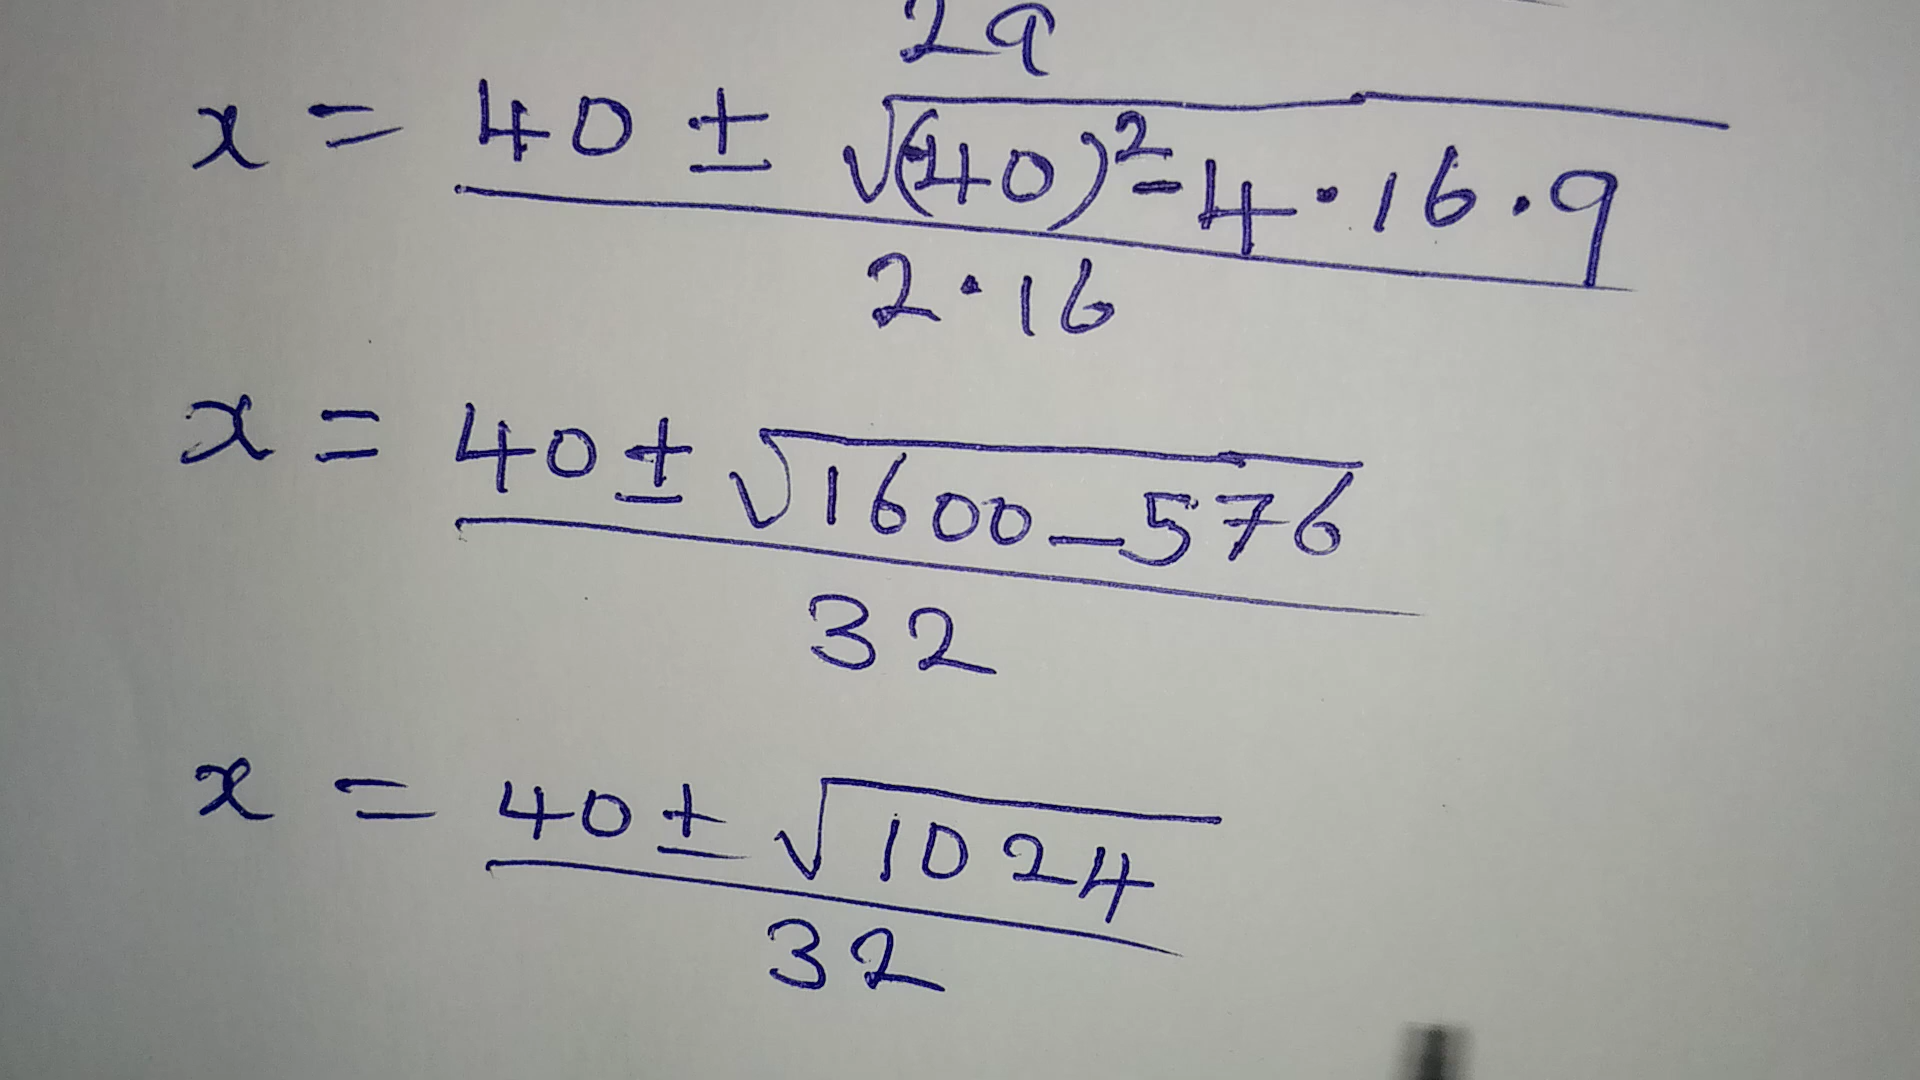 2a
x = 40 ± √(-40)² - 4 · 16 · 9
2 · 16
x = 40 ± √1600 - 576
32
x = 40 ± √1024
32